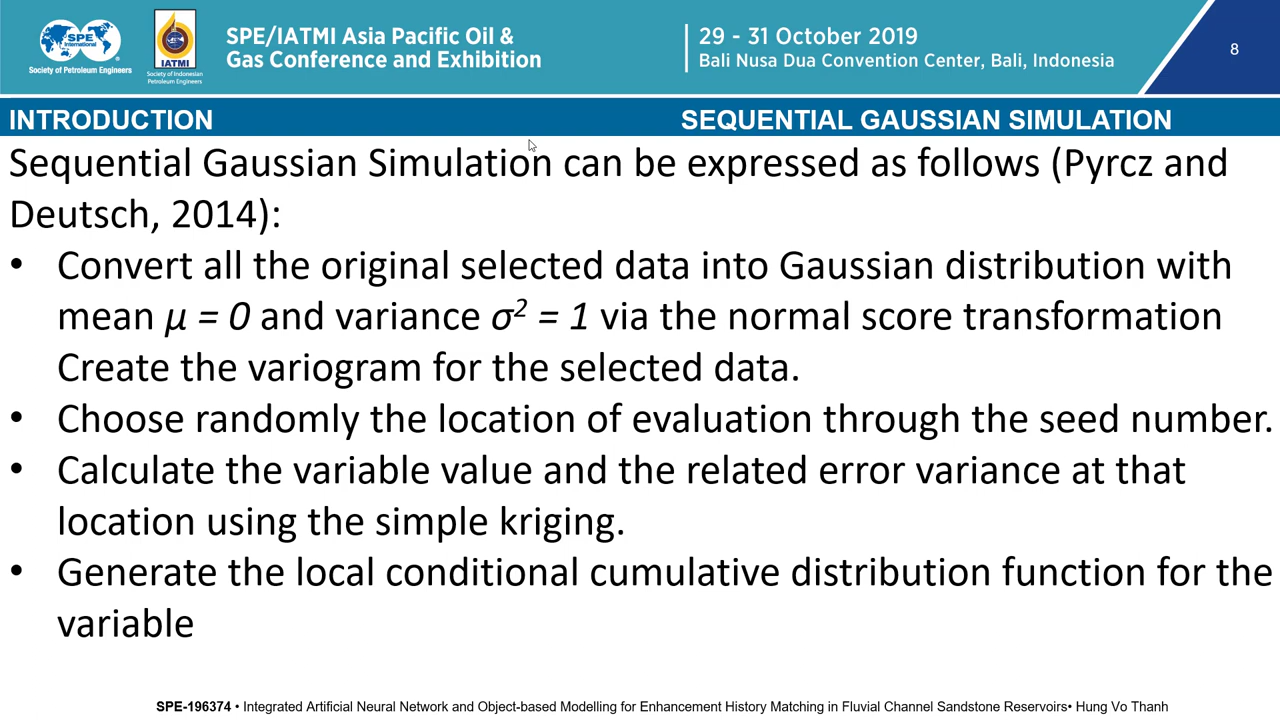 SPE
International
Society of Petroleum Engineers
IATMI
Society of Indonesian
Petroleum Engineers
SPE/IATMI Asia Pacific Oil &
Gas Conference and Exhibition
29 - 31 October 2019
Bali Nusa Dua Convention Center, Bali, Indonesia
8
INTRODUCTION
SEQUENTIAL GAUSSIAN SIMULATION
Sequential Gaussian Simulation can be expressed as follows (Pyrcz and
Deutsch, 2014):
• Convert all the original selected data into Gaussian distribution with
mean μ = 0 and variance σ² = 1 via the normal score transformation
Create the variogram for the selected data.
• Choose randomly the location of evaluation through the seed number.
• Calculate the variable value and the related error variance at that
location using the simple kriging.
• Generate the local conditional cumulative distribution function for the
variable
SPE-196374 • Integrated Artificial Neural Network and Object-based Modelling for Enhancement History Matching in Fluvial Channel Sandstone Reservoirs• Hung Vo Thanh